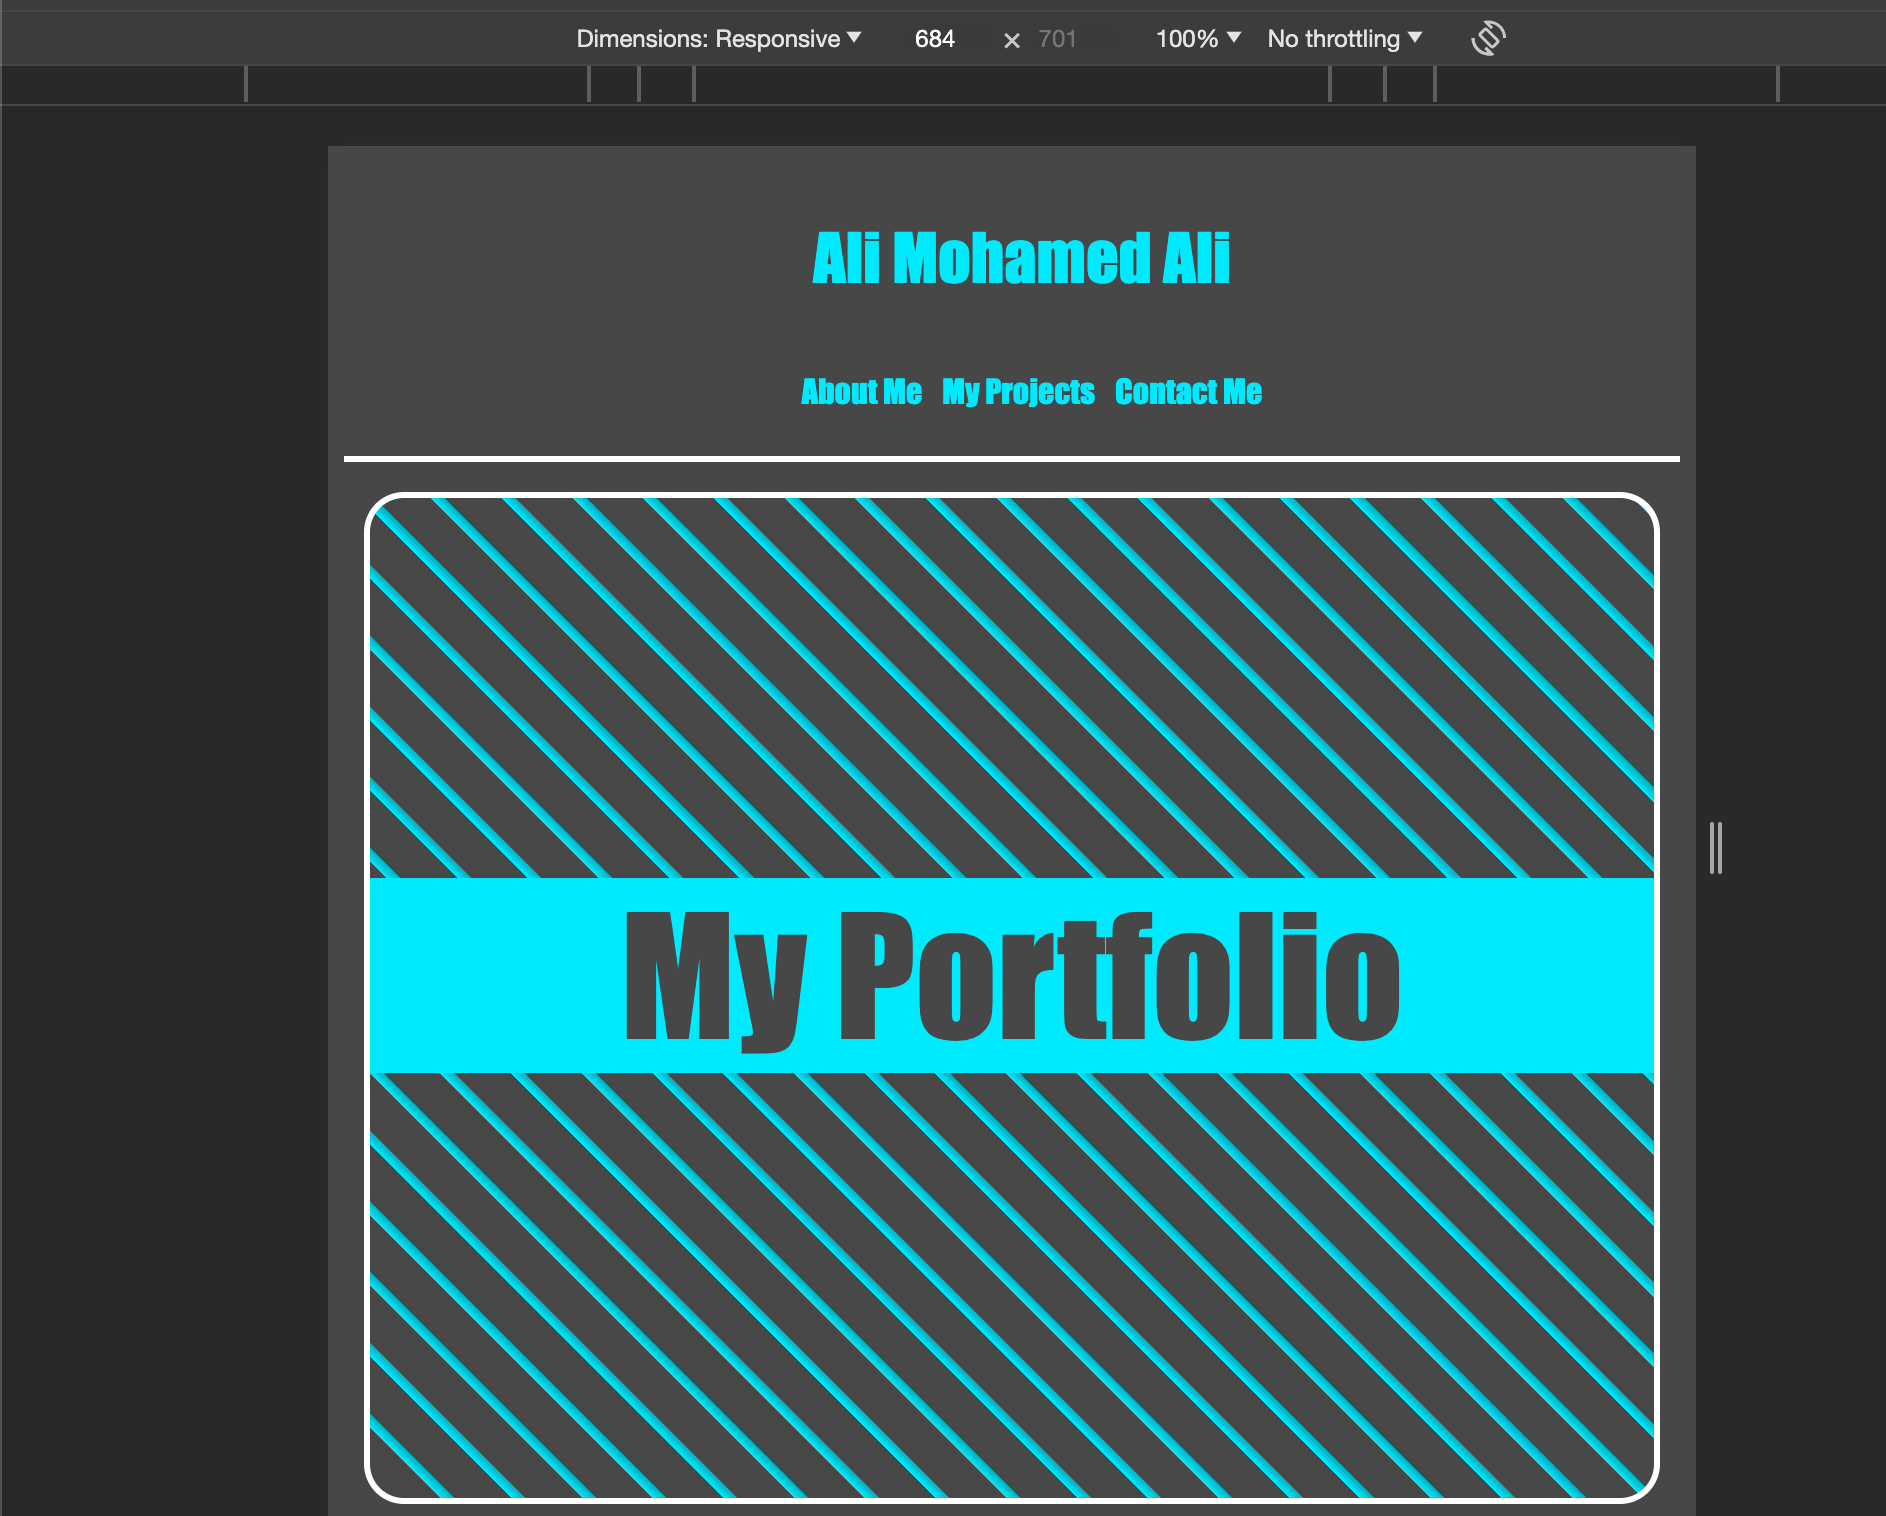 Dimensions: Responsive ▼ 684 × 701 100% ▼ No throttling ▼
Ali Mohamed Ali
About Me My Projects Contact Me
My Portfolio